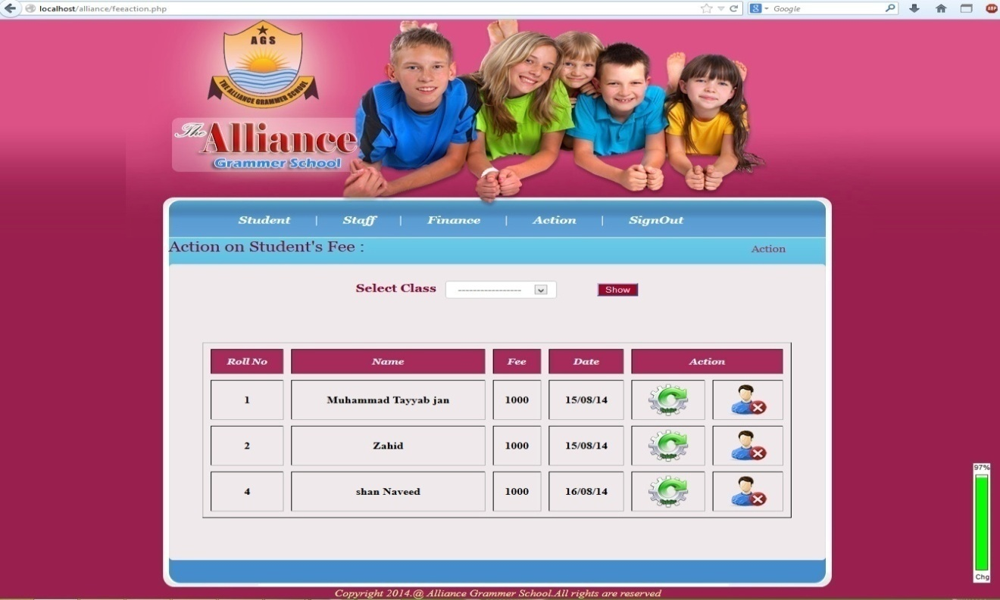 localhost/alliance/feeaction.php
8 Google
ABP
AGS
THE ALLIANCE GRAMMER SCHOOL
The Alliance
Grammer School
Student | Staff | Finance | Action | SignOut
Action on Student's Fee : Action
Select Class ----------------- Show
Roll No Name Fee Date Action
1 Muhammad Tayyab jan 1000 15/08/14
2 Zahid 1000 15/08/14
4 shan Naveed 1000 16/08/14
97%
Chg
Copyright 2014.@ Alliance Grammer School.All rights are reserved